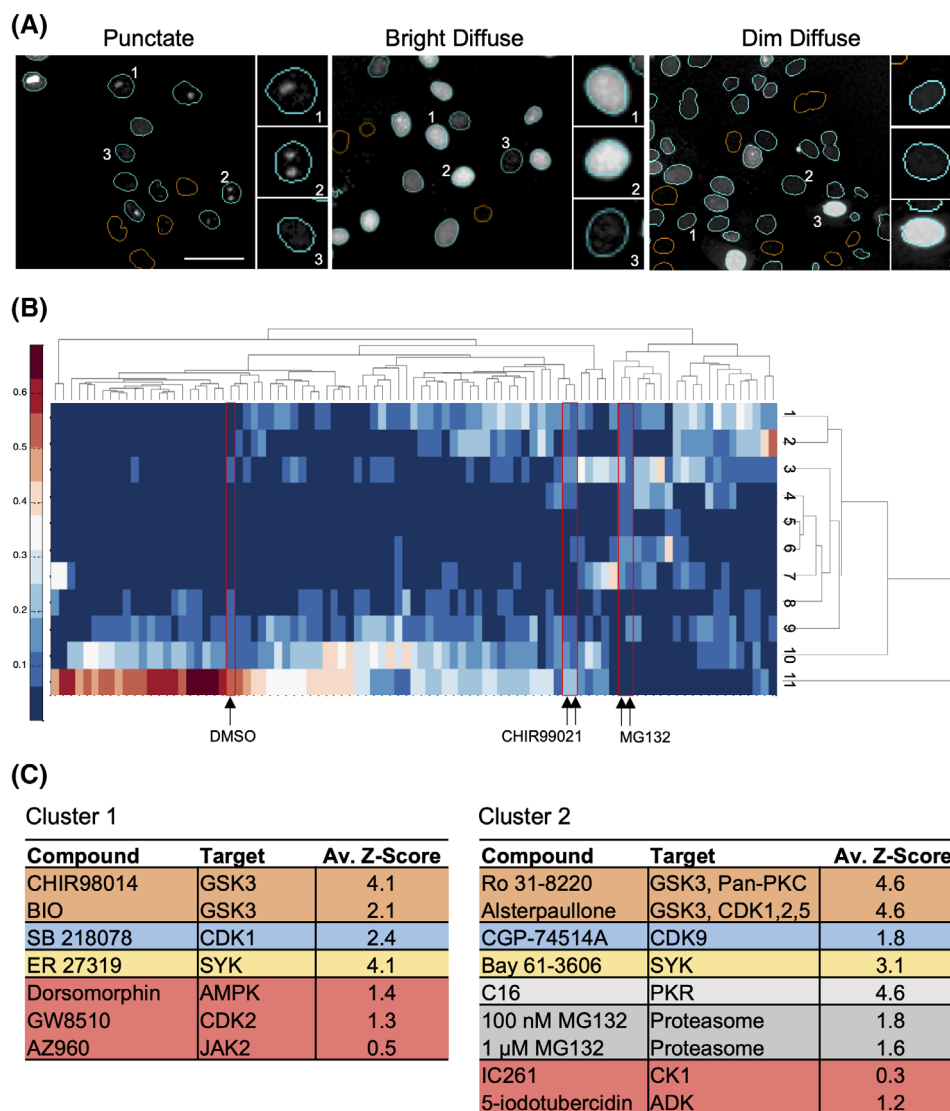 (A)
Punctate
Bright Diffuse
Dim Diffuse
1
3
2
1
2
3
1
2
3
1
2
3
1
2
3
(B)
0.6
0.5
0.4
0.3
0.2
0.1
1
2
3
4
5
6
7
8
9
10
11
DMSO
CHIR99021
MG132
(C)
Cluster 1
Compound Target Av. Z-Score
CHIR98014 GSK3 4.1
BIO GSK3 2.1
SB 218078 CDK1 2.4
ER 27319 SYK 4.1
Dorsomorphin AMPK 1.4
GW8510 CDK2 1.3
AZ960 JAK2 0.5
Cluster 2
Compound Target Av. Z-Score
Ro 31-8220 GSK3, Pan-PKC 4.6
Alsterpaullone GSK3, CDK1,2,5 4.6
CGP-74514A CDK9 1.8
Bay 61-3606 SYK 3.1
C16 PKR 4.6
100 nM MG132 Proteasome 1.8
1 µM MG132 Proteasome 1.6
IC261 CK1 0.3
5-iodotubercidin ADK 1.2